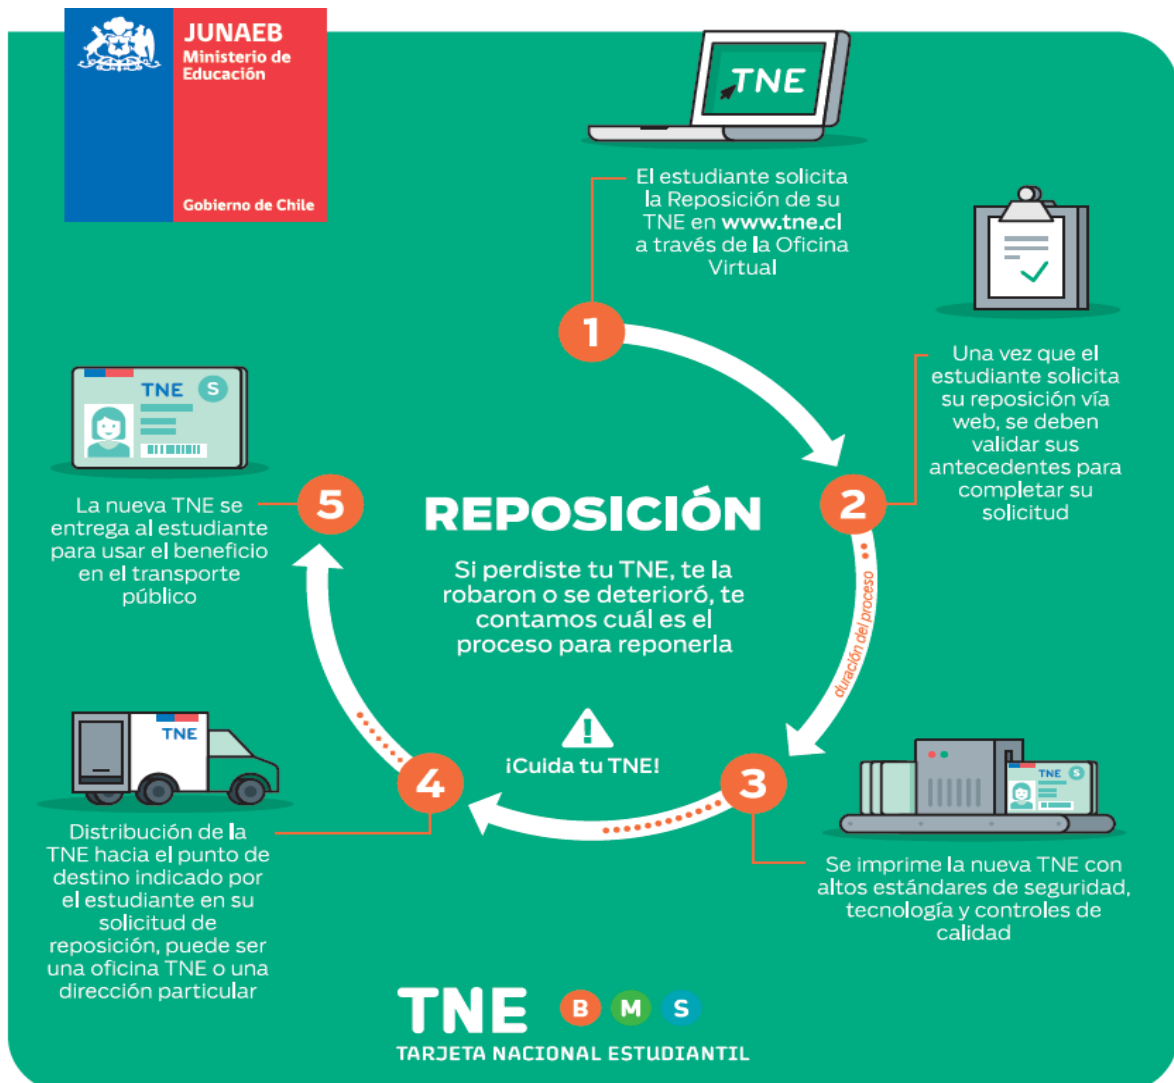 JUNAEB
Ministerio de
Educación
Gobierno de Chile
TNE
El estudiante solicita
la Reposición de su
TNE en www.tne.cl
a través de la Oficina
Virtual
1
Una vez que el
estudiante solicita
su reposición vía
web, se deben
validar sus
antecedentes para
completar su
solicitud
2
duración del proceso
REPOSICIÓN
Si perdiste tu TNE, te la
robaron o se deterioró, te
contamos cuál es el
proceso para reponerla
!
¡Cuida tu TNE!
3
TNE S
Se imprime la nueva TNE con
altos estándares de seguridad,
tecnología y controles de
calidad
4
TNE
Distribución de la
TNE hacia el punto de
destino indicado por
el estudiante en su
solicitud de
reposición, puede ser
una oficina TNE o una
dirección particular
5
TNE S
La nueva TNE se
entrega al estudiante
para usar el beneficio
en el transporte
público
TNE B M S
TARJETA NACIONAL ESTUDIANTIL